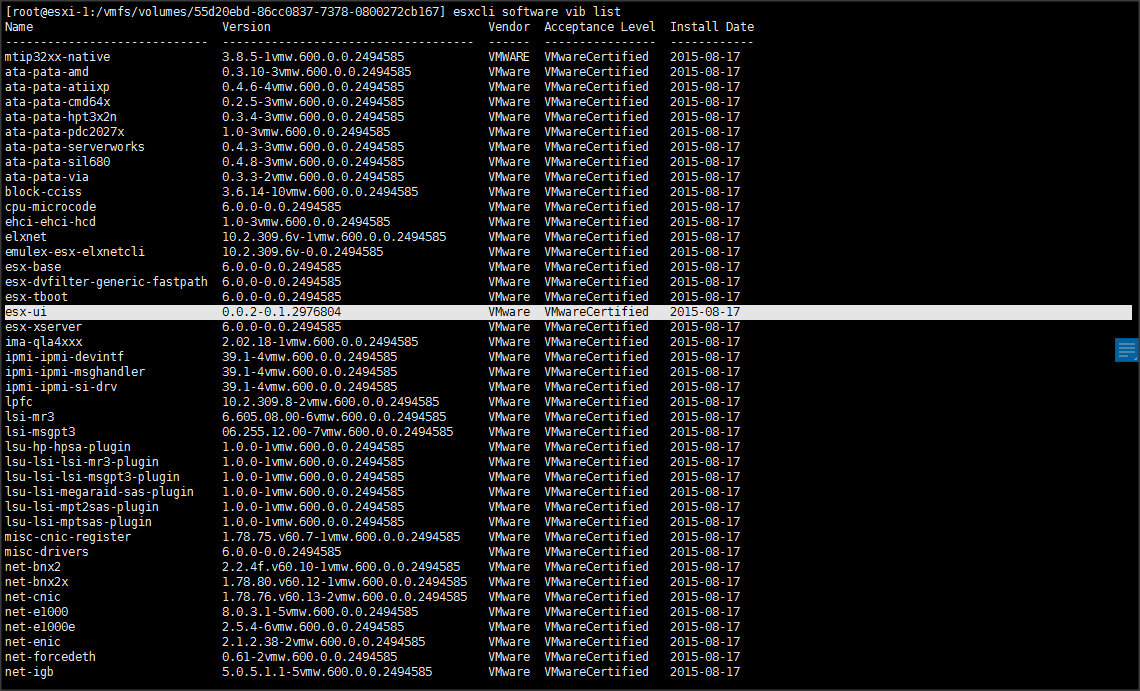 [root@esxi-1:/vmfs/volumes/55d20ebd-86cc0837-7378-0800272cb167] esxcli software vib list
Name                           Version                               Vendor  Acceptance Level  Install Date
-----------------------------  ------------------------------------  ------  ----------------  ------------
mtip32xx-native                3.8.5-1vmw.600.0.0.2494585            VMWARE  VMwareCertified   2015-08-17
ata-pata-amd                   0.3.10-3vmw.600.0.0.2494585           VMware  VMwareCertified   2015-08-17
ata-pata-atiixp                0.4.6-4vmw.600.0.0.2494585            VMware  VMwareCertified   2015-08-17
ata-pata-cmd64x                0.2.5-3vmw.600.0.0.2494585            VMware  VMwareCertified   2015-08-17
ata-pata-hpt3x2n               0.3.4-3vmw.600.0.0.2494585            VMware  VMwareCertified   2015-08-17
ata-pata-pdc2027x              1.0-3vmw.600.0.0.2494585              VMware  VMwareCertified   2015-08-17
ata-pata-serverworks           0.4.3-3vmw.600.0.0.2494585            VMware  VMwareCertified   2015-08-17
ata-pata-sil680                0.4.8-3vmw.600.0.0.2494585            VMware  VMwareCertified   2015-08-17
ata-pata-via                   0.3.3-2vmw.600.0.0.2494585            VMware  VMwareCertified   2015-08-17
block-cciss                    3.6.14-10vmw.600.0.0.2494585          VMware  VMwareCertified   2015-08-17
cpu-microcode                  6.0.0-0.0.2494585                     VMware  VMwareCertified   2015-08-17
ehci-ehci-hcd                  1.0-3vmw.600.0.0.2494585              VMware  VMwareCertified   2015-08-17
elxnet                         10.2.309.6v-1vmw.600.0.0.2494585      VMware  VMwareCertified   2015-08-17
emulex-esx-elxnetcli           10.2.309.6v-0.0.2494585               VMware  VMwareCertified   2015-08-17
esx-base                       6.0.0-0.0.2494585                     VMware  VMwareCertified   2015-08-17
esx-dvfilter-generic-fastpath  6.0.0-0.0.2494585                     VMware  VMwareCertified   2015-08-17
esx-tboot                      6.0.0-0.0.2494585                     VMware  VMwareCertified   2015-08-17
esx-ui                         0.0.2-0.1.2976804                     VMware  VMwareCertified   2015-08-17
esx-xserver                    6.0.0-0.0.2494585                     VMware  VMwareCertified   2015-08-17
ima-qla4xxx                    2.02.18-1vmw.600.0.0.2494585          VMware  VMwareCertified   2015-08-17
ipmi-ipmi-devintf              39.1-4vmw.600.0.0.2494585             VMware  VMwareCertified   2015-08-17
ipmi-ipmi-msghandler           39.1-4vmw.600.0.0.2494585             VMware  VMwareCertified   2015-08-17
ipmi-ipmi-si-drv               39.1-4vmw.600.0.0.2494585             VMware  VMwareCertified   2015-08-17
lpfc                           10.2.309.8-2vmw.600.0.0.2494585       VMware  VMwareCertified   2015-08-17
lsi-mr3                        6.605.08.00-6vmw.600.0.0.2494585      VMware  VMwareCertified   2015-08-17
lsi-msgpt3                     06.255.12.00-7vmw.600.0.0.2494585     VMware  VMwareCertified   2015-08-17
lsu-hp-hpsa-plugin             1.0.0-1vmw.600.0.0.2494585            VMware  VMwareCertified   2015-08-17
lsu-lsi-lsi-mr3-plugin         1.0.0-1vmw.600.0.0.2494585            VMware  VMwareCertified   2015-08-17
lsu-lsi-lsi-msgpt3-plugin      1.0.0-1vmw.600.0.0.2494585            VMware  VMwareCertified   2015-08-17
lsu-lsi-megaraid-sas-plugin    1.0.0-1vmw.600.0.0.2494585            VMware  VMwareCertified   2015-08-17
lsu-lsi-mpt2sas-plugin         1.0.0-1vmw.600.0.0.2494585            VMware  VMwareCertified   2015-08-17
lsu-lsi-mptsas-plugin          1.0.0-1vmw.600.0.0.2494585            VMware  VMwareCertified   2015-08-17
misc-cnic-register             1.78.75.v60.7-1vmw.600.0.0.2494585    VMware  VMwareCertified   2015-08-17
misc-drivers                   6.0.0-0.0.2494585                     VMware  VMwareCertified   2015-08-17
net-bnx2                       2.2.4f.v60.10-1vmw.600.0.0.2494585    VMware  VMwareCertified   2015-08-17
net-bnx2x                      1.78.80.v60.12-1vmw.600.0.0.2494585   VMware  VMwareCertified   2015-08-17
net-cnic                       1.78.76.v60.13-2vmw.600.0.0.2494585   VMware  VMwareCertified   2015-08-17
net-e1000                      8.0.3.1-5vmw.600.0.0.2494585          VMware  VMwareCertified   2015-08-17
net-e1000e                     2.5.4-6vmw.600.0.0.2494585            VMware  VMwareCertified   2015-08-17
net-enic                       2.1.2.38-2vmw.600.0.0.2494585         VMware  VMwareCertified   2015-08-17
net-forcedeth                  0.61-2vmw.600.0.0.2494585             VMware  VMwareCertified   2015-08-17
net-igb                        5.0.5.1.1-5vmw.600.0.0.2494585        VMware  VMwareCertified   2015-08-17